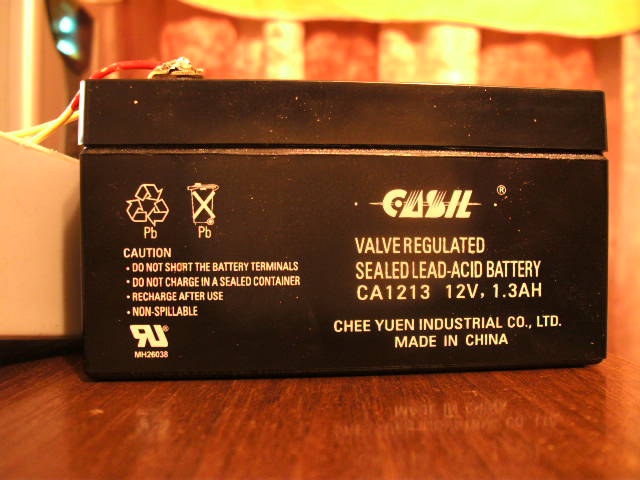 Pb Pb
CAUTION
· DO NOT SHORT THE BATTERY TERMINALS
· DO NOT CHARGE IN A SEALED CONTAINER
· RECHARGE AFTER USE
· NON-SPILLABLE
RU
MH26038
CASIL ®
VALVE REGULATED
SEALED LEAD-ACID BATTERY
CA1213 12V, 1.3AH
CHEE YUEN INDUSTRIAL CO., LTD.
MADE IN CHINA